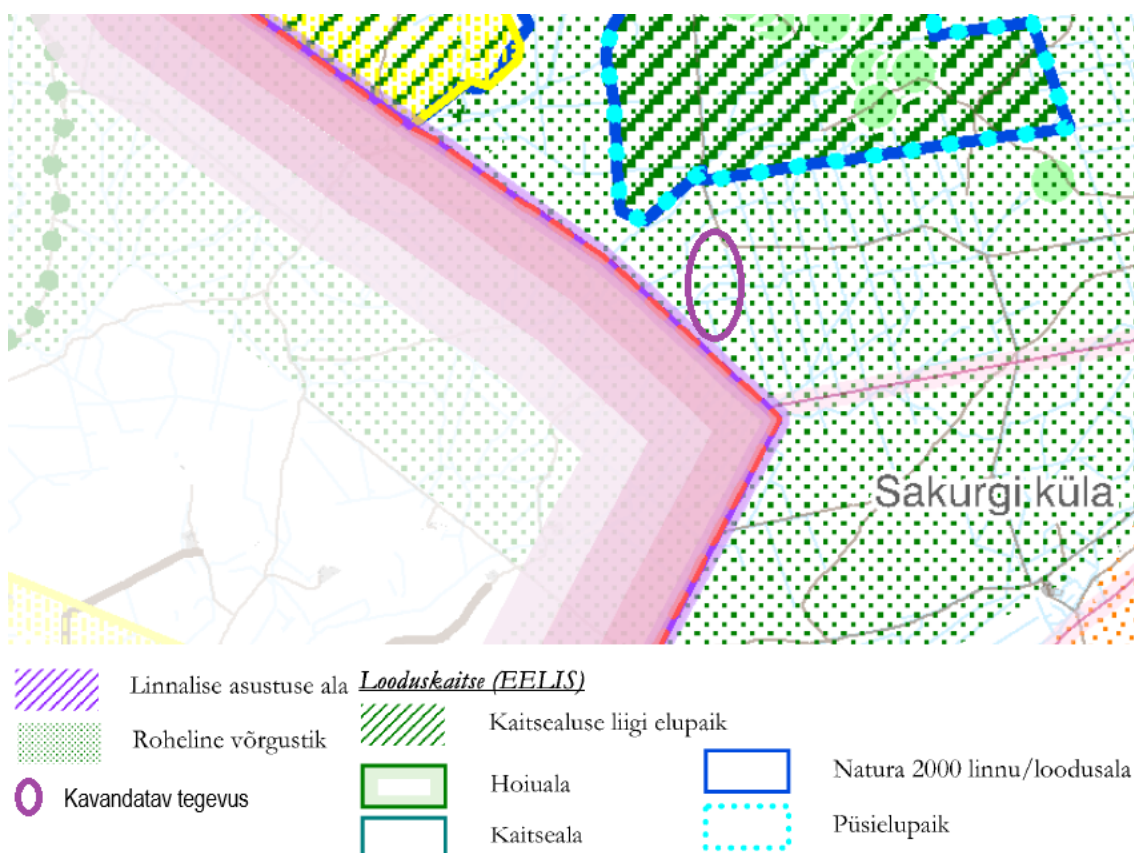 Sakurgi küla
Linnalise asustuse ala
Roheline võrgustik
Kavandatav tegevus
Looduskaitse (EELIS)
Kaitsealuse liigi elupaik
Hoiuala
Kaitseala
Natura 2000 linnu/loodusala
Püsielupaik